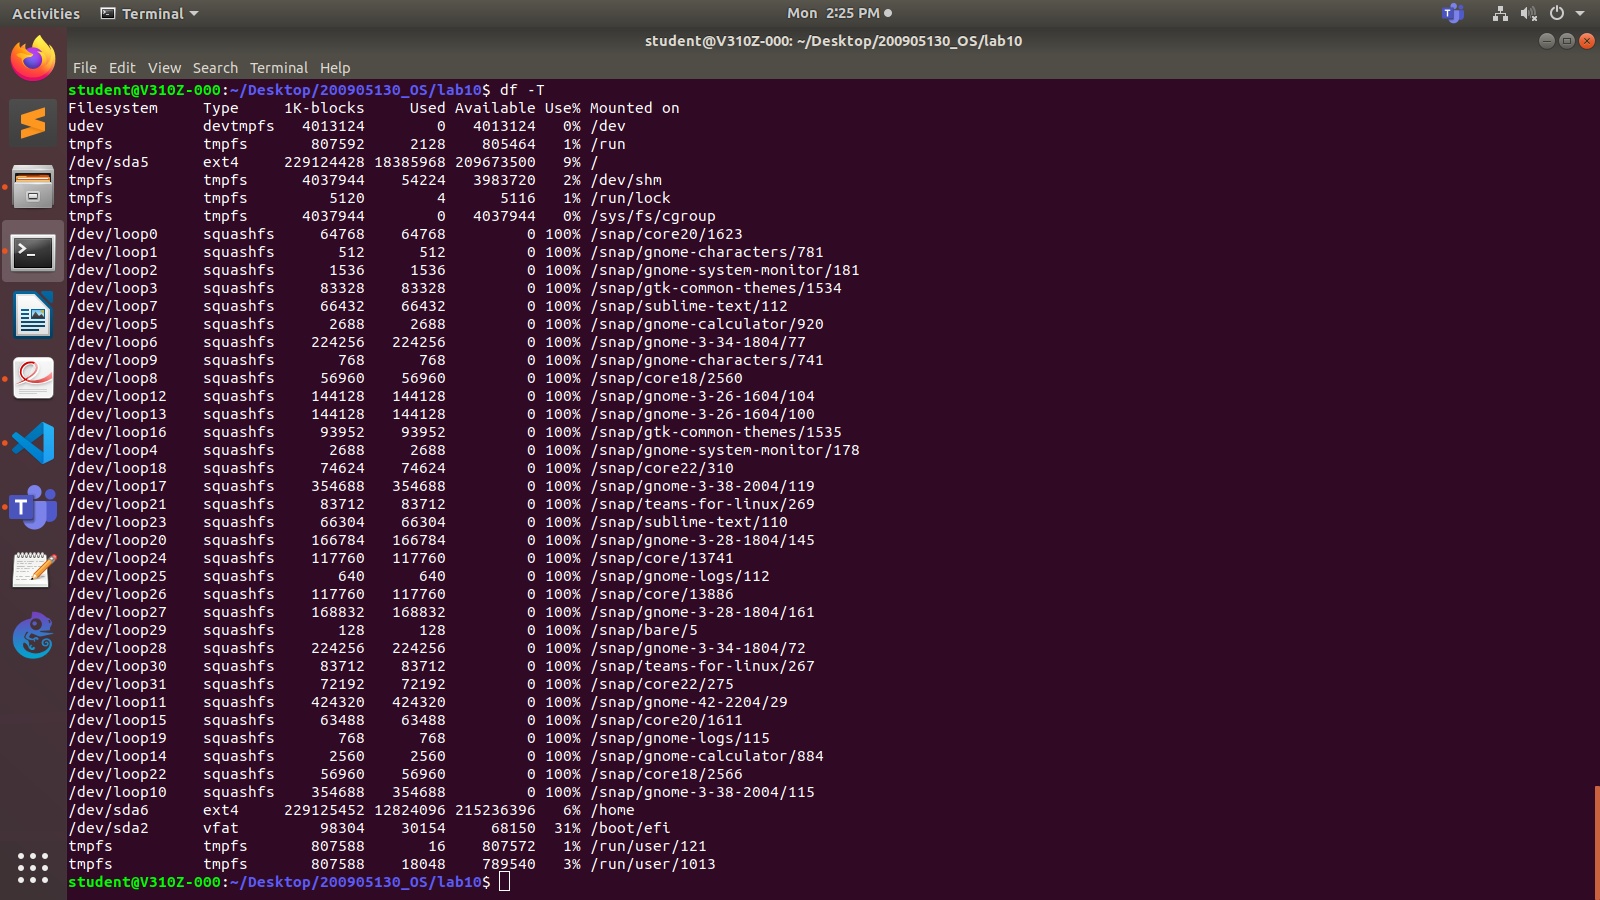 Activities Terminal Mon 2:25 PM
student@V310Z-000: ~/Desktop/200905130_OS/lab10
File Edit View Search Terminal Help
student@V310Z-000:~/Desktop/200905130_OS/lab10$ df -T
Filesystem     Type     1K-blocks     Used Available Use% Mounted on
udev           devtmpfs   4013124        0   4013124   0% /dev
tmpfs          tmpfs       807592     2128    805464   1% /run
/dev/sda5      ext4     229124428 18385968 209673500   9% /
tmpfs          tmpfs      4037944    54224   3983720   2% /dev/shm
tmpfs          tmpfs         5120        4      5116   1% /run/lock
tmpfs          tmpfs      4037944        0   4037944   0% /sys/fs/cgroup
/dev/loop0     squashfs     64768    64768         0 100% /snap/core20/1623
/dev/loop1     squashfs       512      512         0 100% /snap/gnome-characters/781
/dev/loop2     squashfs      1536     1536         0 100% /snap/gnome-system-monitor/181
/dev/loop3     squashfs     83328    83328         0 100% /snap/gtk-common-themes/1534
/dev/loop7     squashfs     66432    66432         0 100% /snap/sublime-text/112
/dev/loop5     squashfs      2688     2688         0 100% /snap/gnome-calculator/920
/dev/loop6     squashfs    224256   224256         0 100% /snap/gnome-3-34-1804/77
/dev/loop9     squashfs       768      768         0 100% /snap/gnome-characters/741
/dev/loop8     squashfs     56960    56960         0 100% /snap/core18/2560
/dev/loop12    squashfs    144128   144128         0 100% /snap/gnome-3-26-1604/104
/dev/loop13    squashfs    144128   144128         0 100% /snap/gnome-3-26-1604/100
/dev/loop16    squashfs     93952    93952         0 100% /snap/gtk-common-themes/1535
/dev/loop4     squashfs      2688     2688         0 100% /snap/gnome-system-monitor/178
/dev/loop18    squashfs     74624    74624         0 100% /snap/core22/310
/dev/loop17    squashfs    354688   354688         0 100% /snap/gnome-3-38-2004/119
/dev/loop21    squashfs     83712    83712         0 100% /snap/teams-for-linux/269
/dev/loop23    squashfs     66304    66304         0 100% /snap/sublime-text/110
/dev/loop20    squashfs    166784   166784         0 100% /snap/gnome-3-28-1804/145
/dev/loop24    squashfs    117760   117760         0 100% /snap/core/13741
/dev/loop25    squashfs       640      640         0 100% /snap/gnome-logs/112
/dev/loop26    squashfs    117760   117760         0 100% /snap/core/13886
/dev/loop27    squashfs    168832   168832         0 100% /snap/gnome-3-28-1804/161
/dev/loop29    squashfs       128      128         0 100% /snap/bare/5
/dev/loop28    squashfs    224256   224256         0 100% /snap/gnome-3-34-1804/72
/dev/loop30    squashfs     83712    83712         0 100% /snap/teams-for-linux/267
/dev/loop31    squashfs     72192    72192         0 100% /snap/core22/275
/dev/loop11    squashfs    424320   424320         0 100% /snap/gnome-42-2204/29
/dev/loop15    squashfs     63488    63488         0 100% /snap/core20/1611
/dev/loop19    squashfs       768      768         0 100% /snap/gnome-logs/115
/dev/loop14    squashfs      2560     2560         0 100% /snap/gnome-calculator/884
/dev/loop22    squashfs     56960    56960         0 100% /snap/core18/2566
/dev/loop10    squashfs    354688   354688         0 100% /snap/gnome-3-38-2004/115
/dev/sda6      ext4     229125452 12824096 215236396   6% /home
/dev/sda2      vfat         98304    30154     68150  31% /boot/efi
tmpfs          tmpfs       807588       16    807572   1% /run/user/121
tmpfs          tmpfs       807588    18048    789540   3% /run/user/1013
student@V310Z-000:~/Desktop/200905130_OS/lab10$